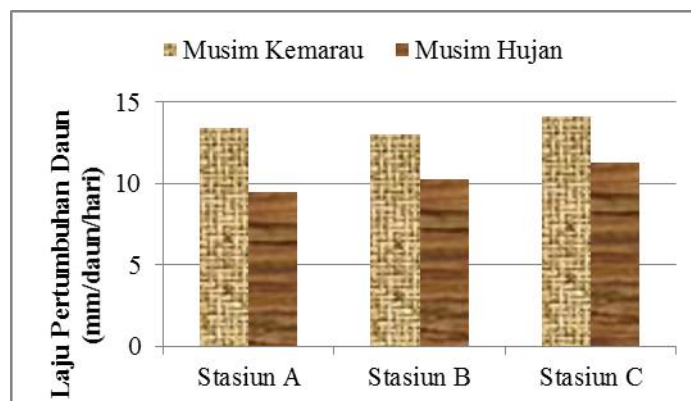 Musim Kemarau
Musim Hujan
Laju Pertumbuhan Daun
(mm/daun/hari)
15
10
5
0
Stasiun A
Stasiun B
Stasiun C